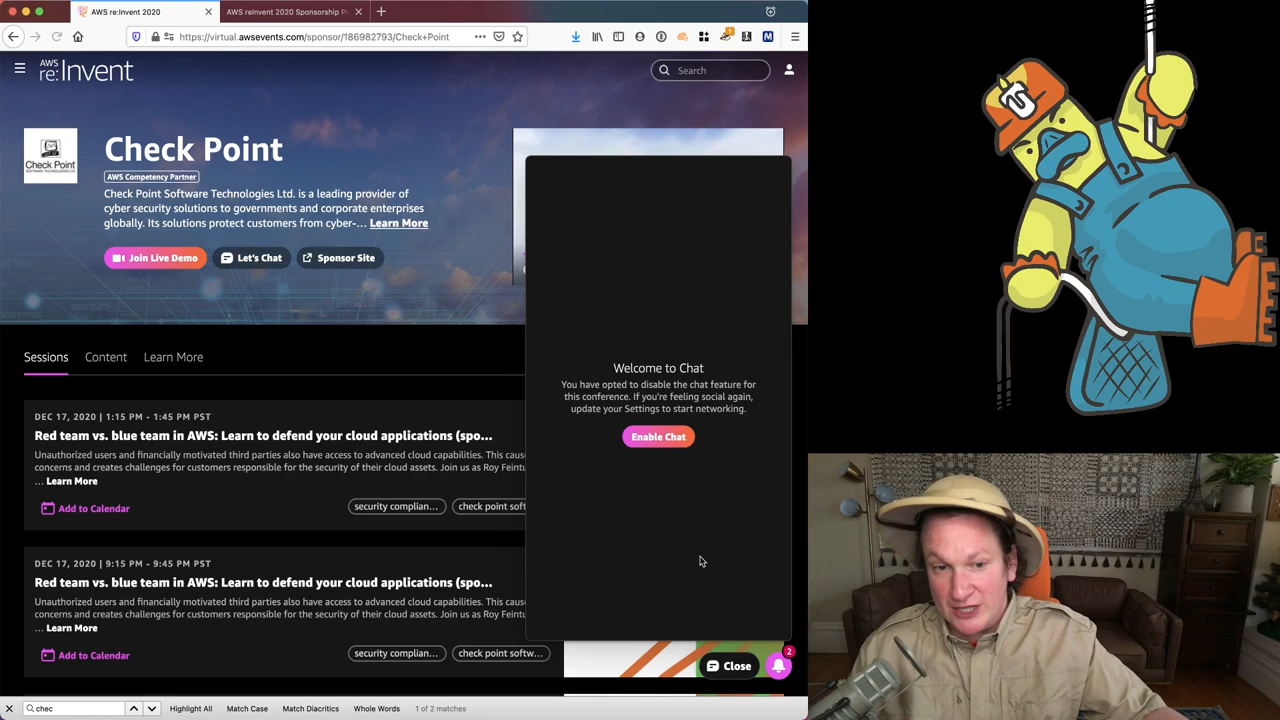 AWS re:Invent 2020
AWS reInvent 2020 Sponsorship Pr
https://virtual.awsevents.com/sponsor/186982793/Check+Point
AWS
re:Invent
Search
Check Point
SOFTWARE TECHNOLOGIES LTD
Check Point
AWS Competency Partner
Check Point Software Technologies Ltd. is a leading provider of
cyber security solutions to governments and corporate enterprises
globally. Its solutions protect customers from cyber-... Learn More
Join Live Demo
Let's Chat
Sponsor Site
Sessions
Content
Learn More
DEC 17, 2020 | 1:15 PM - 1:45 PM PST
Red team vs. blue team in AWS: Learn to defend your cloud applications (spo...
Unauthorized users and financially motivated third parties also have access to advanced cloud capabilities. This cause
concerns and creates challenges for customers responsible for the security of their cloud assets. Join us as Roy Feintu
... Learn More
Add to Calendar
security complian...
check point soft
DEC 17, 2020 | 9:15 PM - 9:45 PM PST
Red team vs. blue team in AWS: Learn to defend your cloud applications (spo...
Unauthorized users and financially motivated third parties also have access to advanced cloud capabilities. This cause
concerns and creates challenges for customers responsible for the security of their cloud assets. Join us as Roy Feintu
... Learn More
Add to Calendar
security complian...
check point softw...
Welcome to Chat
You have opted to disable the chat feature for
this conference. If you're feeling social again,
update your Settings to start networking.
Enable Chat
Close
2
chec
Highlight All
Match Case
Match Diacritics
Whole Words
1 of 2 matches